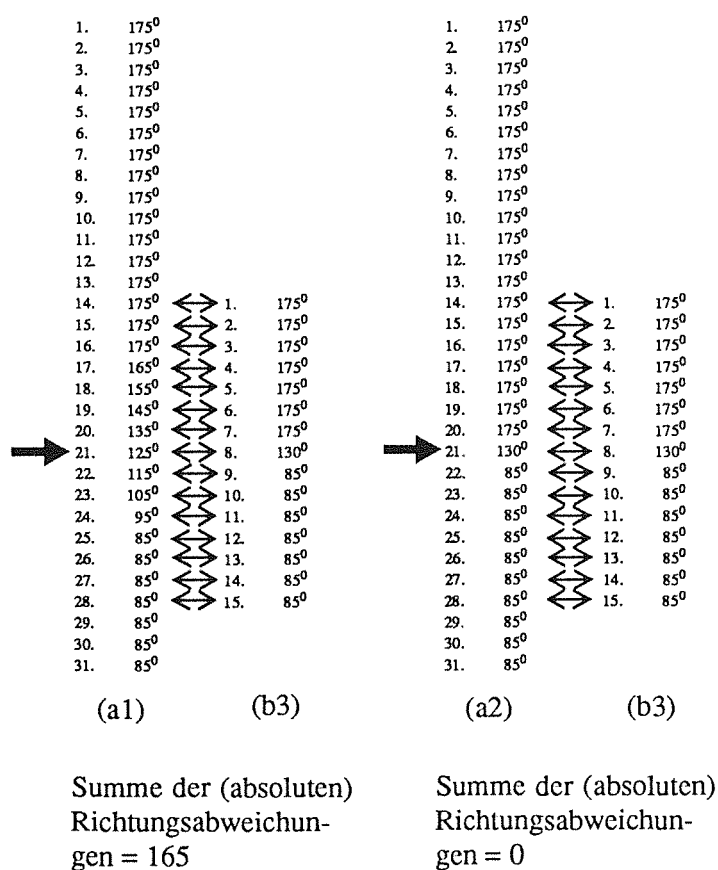 1. 175⁰ 1. 175⁰
2. 175⁰ 2. 175⁰
3. 175⁰ 3. 175⁰
4. 175⁰ 4. 175⁰
5. 175⁰ 5. 175⁰
6. 175⁰ 6. 175⁰
7. 175⁰ 7. 175⁰
8. 175⁰ 8. 175⁰
9. 175⁰ 9. 175⁰
10. 175⁰ 10. 175⁰
11. 175⁰ 11. 175⁰
12. 175⁰ 12. 175⁰
13. 175⁰ 13. 175⁰
14. 175⁰ 1. 175⁰ 14. 175⁰ 1. 175⁰
15. 175⁰ 2. 175⁰ 15. 175⁰ 2. 175⁰
16. 175⁰ 3. 175⁰ 16. 175⁰ 3. 175⁰
17. 165⁰ 4. 175⁰ 17. 175⁰ 4. 175⁰
18. 155⁰ 5. 175⁰ 18. 175⁰ 5. 175⁰
19. 145⁰ 6. 175⁰ 19. 175⁰ 6. 175⁰
20. 135⁰ 7. 175⁰ 20. 175⁰ 7. 175⁰
21. 125⁰ 8. 130⁰ 21. 130⁰ 8. 130⁰
22. 115⁰ 9. 85⁰ 22. 85⁰ 9. 85⁰
23. 105⁰ 10. 85⁰ 23. 85⁰ 10. 85⁰
24. 95⁰ 11. 85⁰ 24. 85⁰ 11. 85⁰
25. 85⁰ 12. 85⁰ 25. 85⁰ 12. 85⁰
26. 85⁰ 13. 85⁰ 26. 85⁰ 13. 85⁰
27. 85⁰ 14. 85⁰ 27. 85⁰ 14. 85⁰
28. 85⁰ 15. 85⁰ 28. 85⁰ 15. 85⁰
29. 85⁰ 29. 85⁰
30. 85⁰ 30. 85⁰
31. 85⁰ 31. 85⁰
(a1) (b3) (a2) (b3)
Summe der (absoluten)
Richtungsabweichun-
gen = 165
Summe der (absoluten)
Richtungsabweichun-
gen = 0